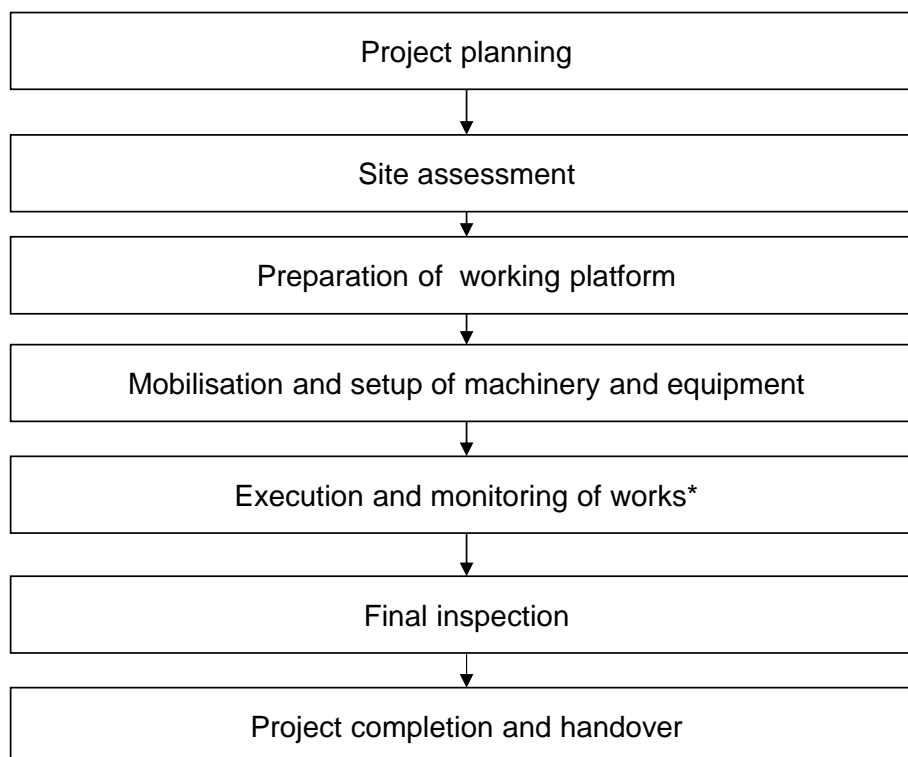 Project planning
Site assessment
Preparation of  working platform
Mobilisation and setup of machinery and equipment
Execution and monitoring of works*
Final inspection
Project completion and handover